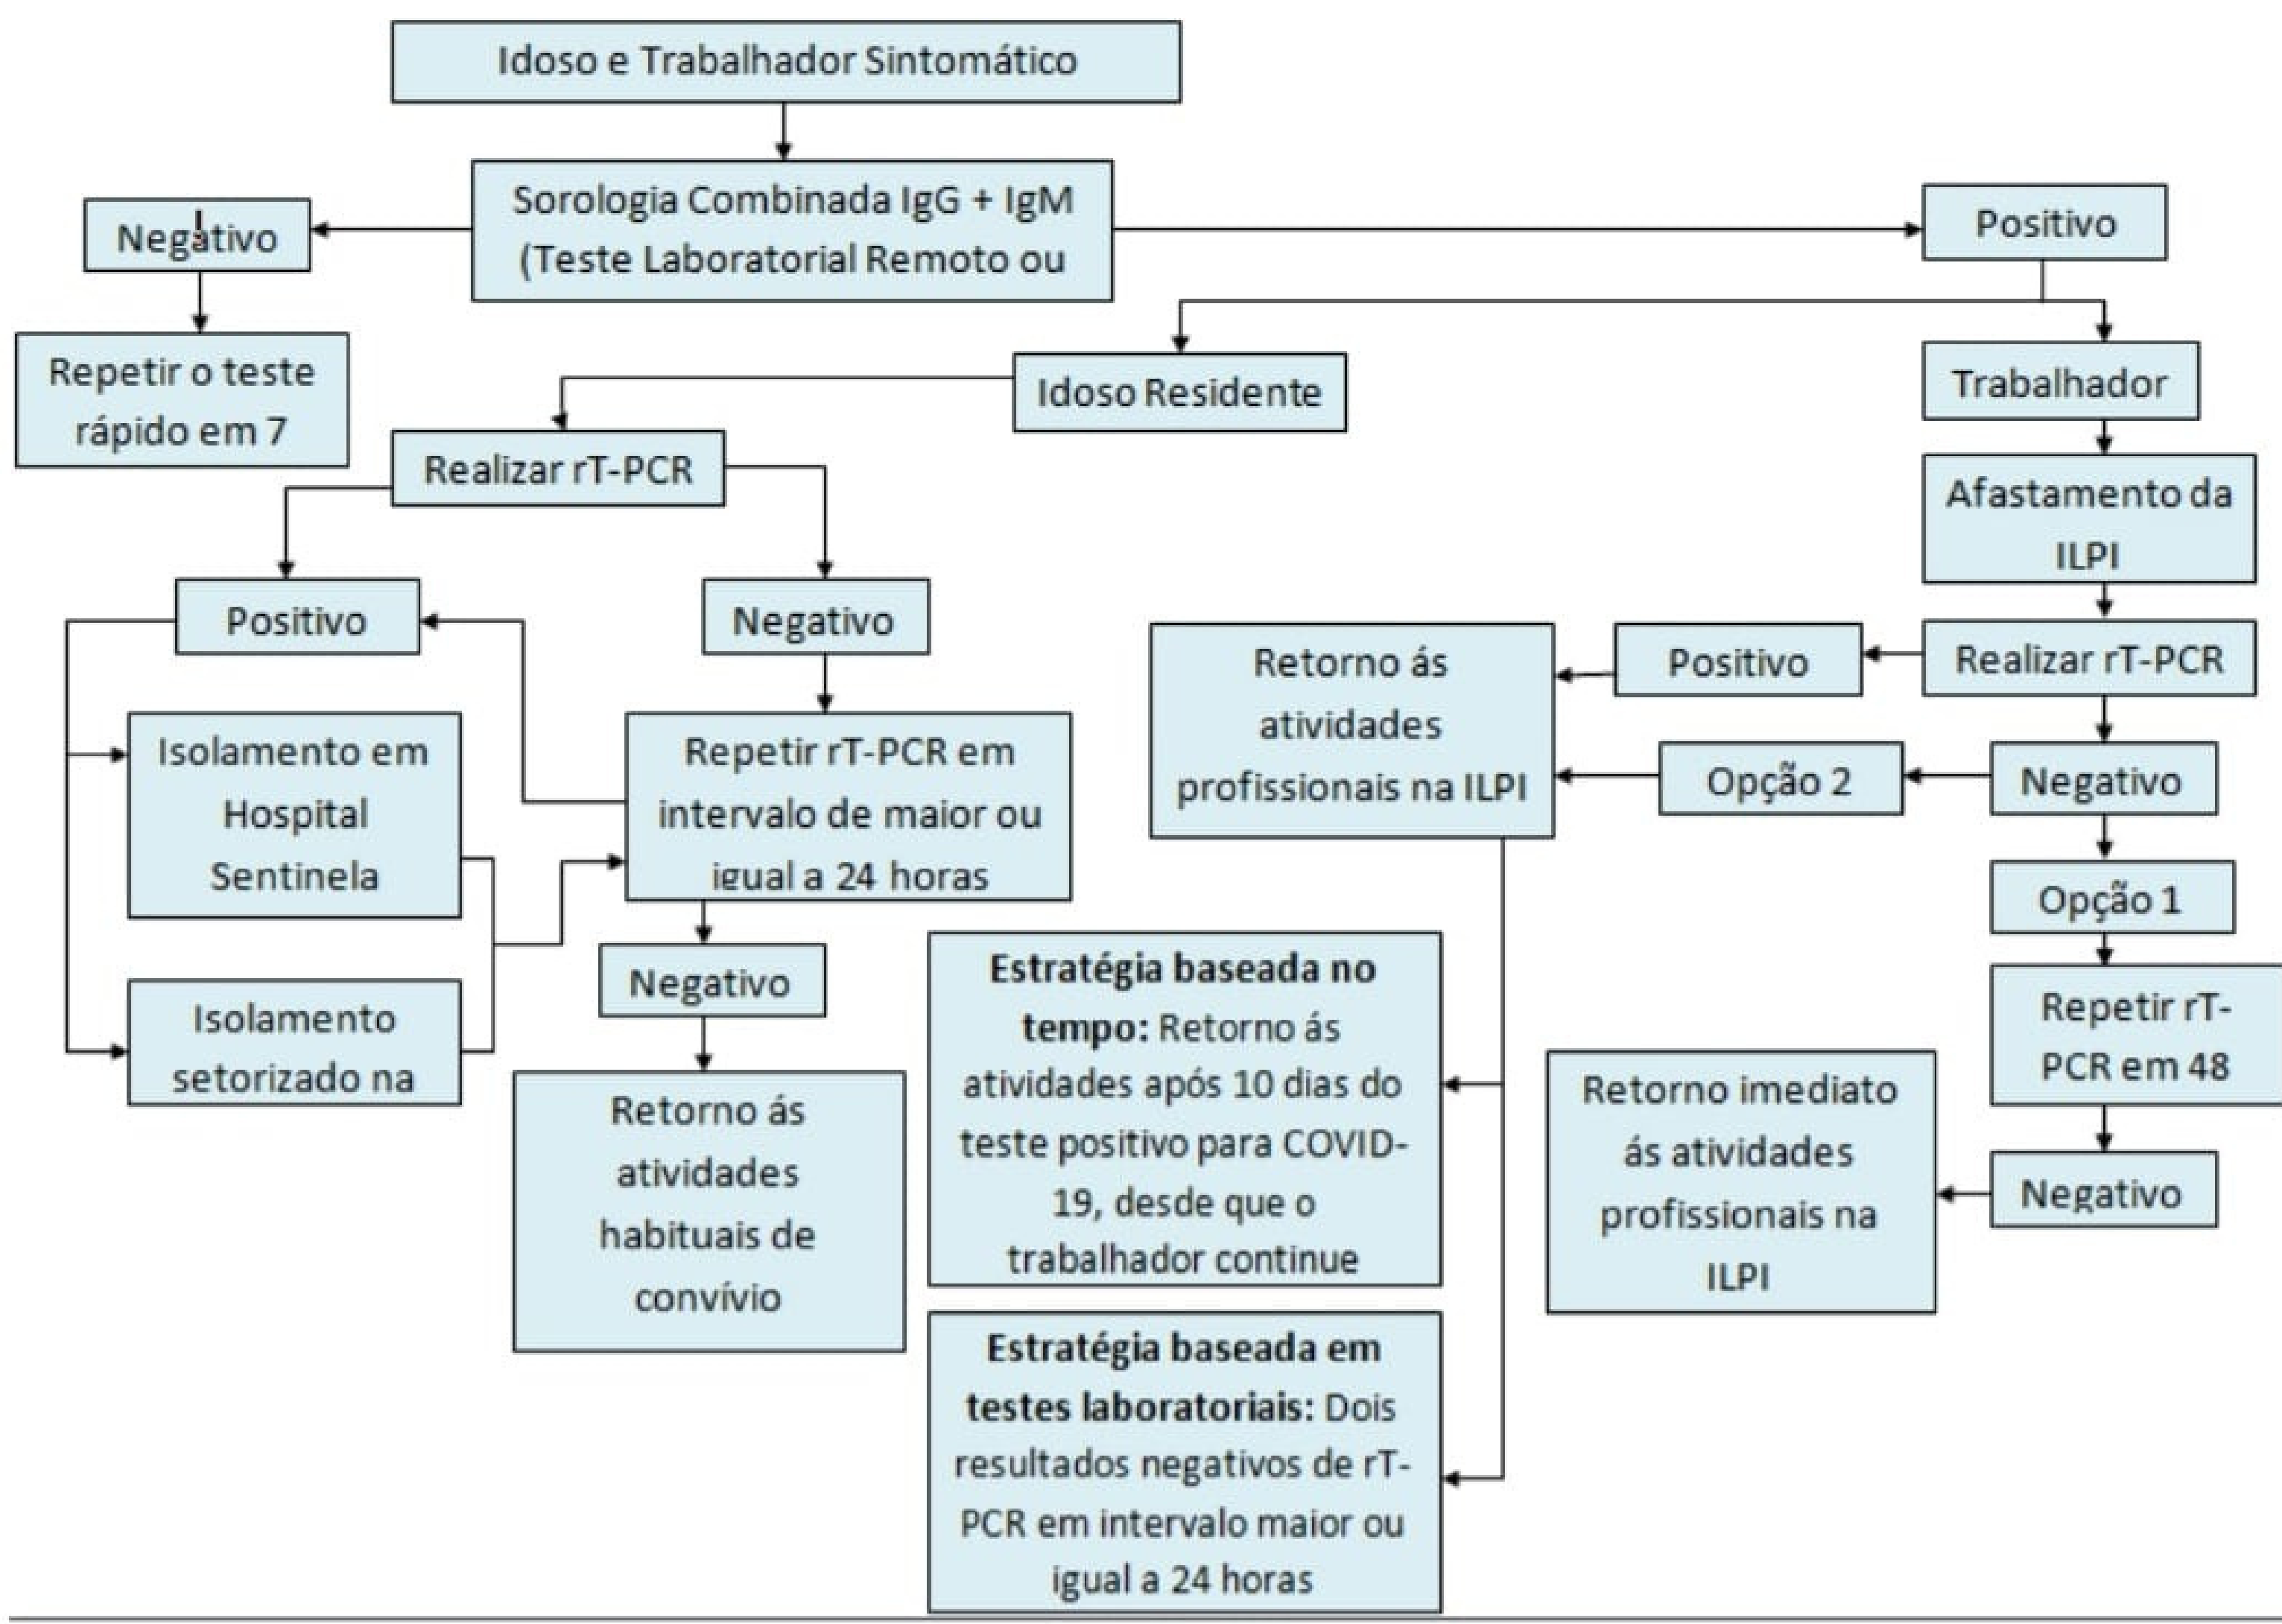 Idoso e Trabalhador Sintomático
Sorologia Combinada IgG + IgM
(Teste Laboratorial Remoto ou
Negativo
Positivo
Repetir o teste
rápido em 7
Idoso Residente
Trabalhador
Realizar rT-PCR
Afastamento da
ILPI
Positivo
Negativo
Retorno ás
atividades
profissionais na ILPI
Positivo
Realizar rT-PCR
Isolamento em
Hospital
Sentinela
Repetir rT-PCR em
intervalo de maior ou
igual a 24 horas
Opção 2
Negativo
Opção 1
Isolamento
setorizado na
Negativo
Estratégia baseada no
tempo: Retorno ás
atividades após 10 dias do
teste positivo para COVID-
19, desde que o
trabalhador continue
Repetir rT-
PCR em 48
Retorno ás
atividades
habituais de
convívio
Retorno imediato
ás atividades
profissionais na
ILPI
Negativo
Estratégia baseada em
testes laboratoriais: Dois
resultados negativos de rT-
PCR em intervalo maior ou
igual a 24 horas